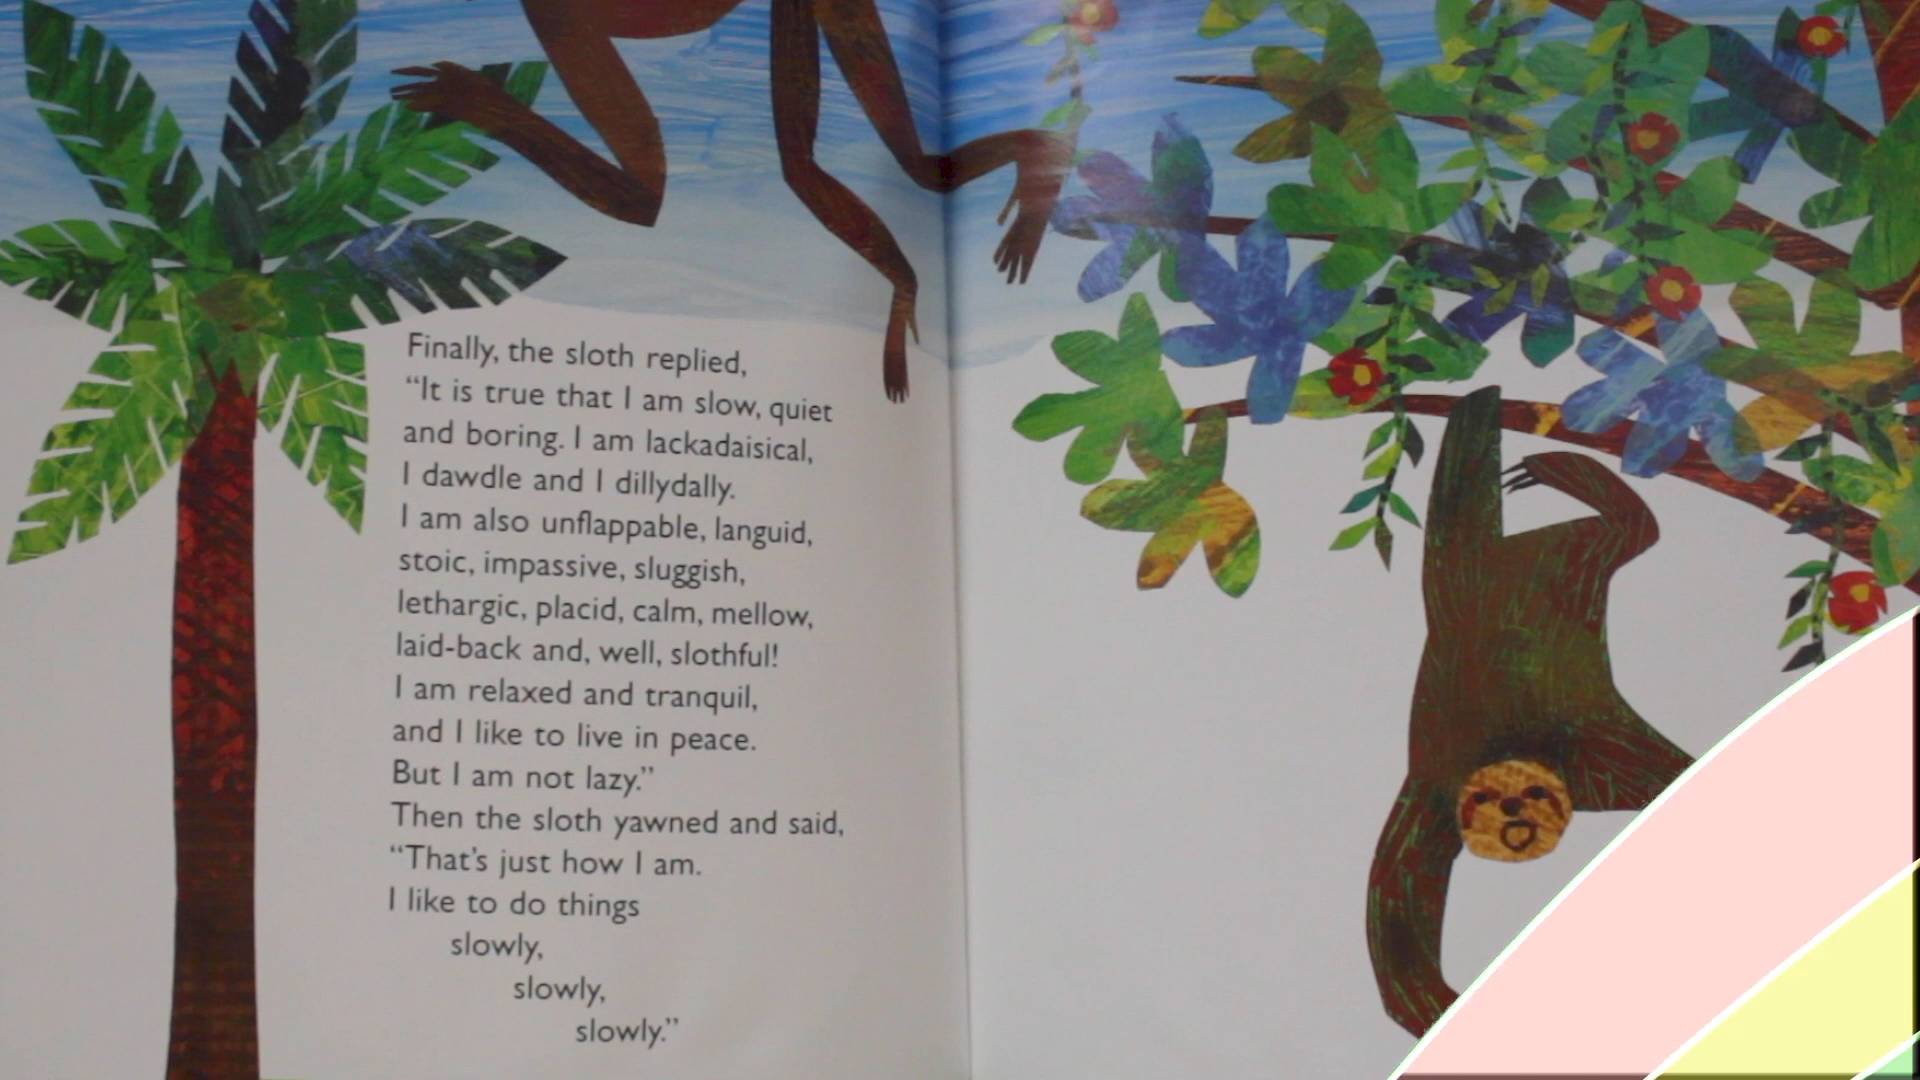 Finally, the sloth replied,
“It is true that I am slow, quiet
and boring. I am lackadaisical,
I dawdle and I dillydally.
I am also unflappable, languid,
stoic, impassive, sluggish,
lethargic, placid, calm, mellow,
laid-back and, well, slothful!
I am relaxed and tranquil,
and I like to live in peace.
But I am not lazy.”
Then the sloth yawned and said,
“That’s just how I am.
I like to do things
slowly,
slowly,
slowly.”